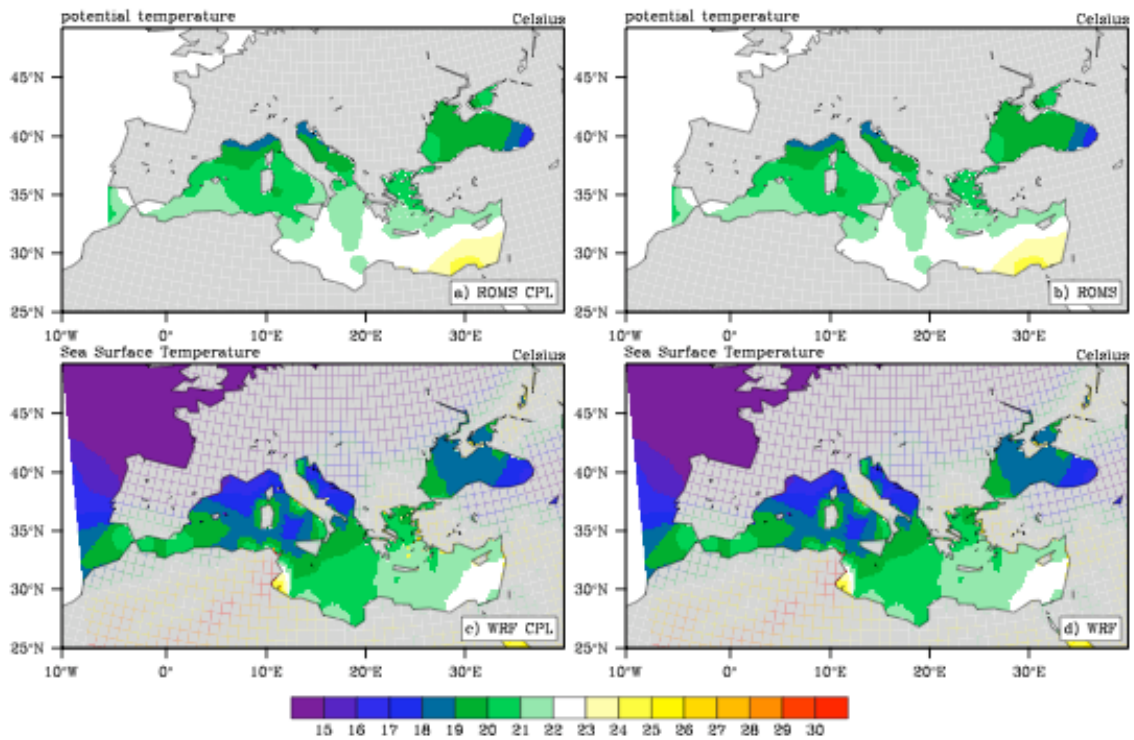 potential temperature Celsius potential temperature Celsius
45°N 45°N
40°N 40°N
35°N 35°N
30°N 30°N
a) ROMS CPL b) ROMS
25°N 25°N
10°W 0° 10°E 20°E 30°E 10°W 0° 10°E 20°E 30°E
Sea Surface Temperature Celsius Sea Surface Temperature Celsius
45°N 45°N
40°N 40°N
35°N 35°N
30°N 30°N
c) WRF CPL d) WRF
25°N 25°N
10°W 0° 10°E 20°E 30°E 10°W 0° 10°E 20°E 30°E
15 16 17 18 19 20 21 22 23 24 25 26 27 28 29 30